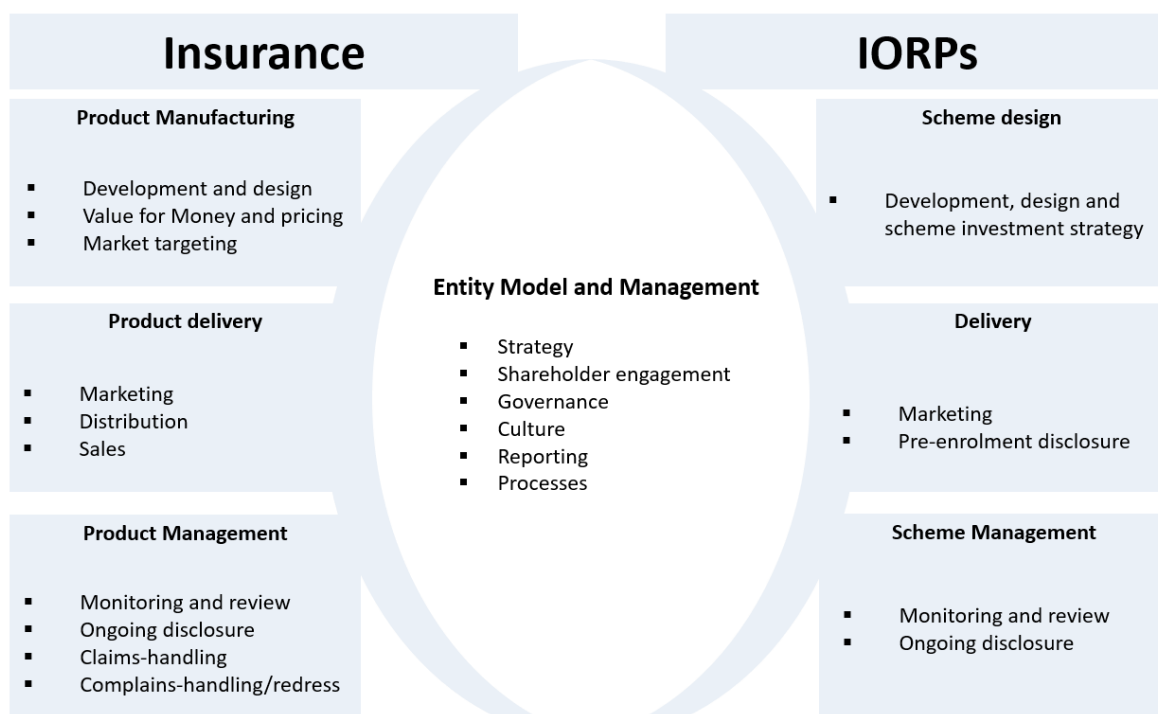 Insurance
Product Manufacturing
▪ Development and design
▪ Value for Money and pricing
▪ Market targeting
Product delivery
▪ Marketing
▪ Distribution
▪ Sales
Product Management
▪ Monitoring and review
▪ Ongoing disclosure
▪ Claims-handling
▪ Complains-handling/redress
Entity Model and Management
▪ Strategy
▪ Shareholder engagement
▪ Governance
▪ Culture
▪ Reporting
▪ Processes
IORPs
Scheme design
▪ Development, design and
scheme investment strategy
Delivery
▪ Marketing
▪ Pre-enrolment disclosure
Scheme Management
▪ Monitoring and review
▪ Ongoing disclosure